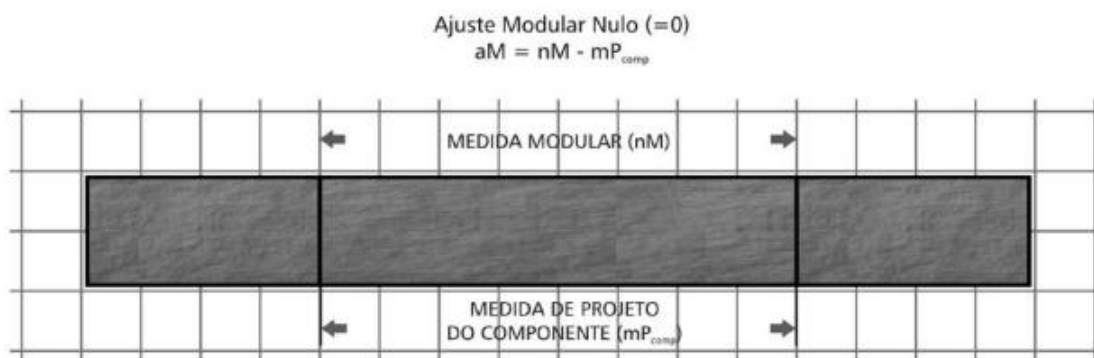 Ajuste Modular Nulo (=0)
aM = nM - mPcomp
MEDIDA MODULAR (nM)
MEDIDA DE PROJETO
DO COMPONENTE (mPcomp)